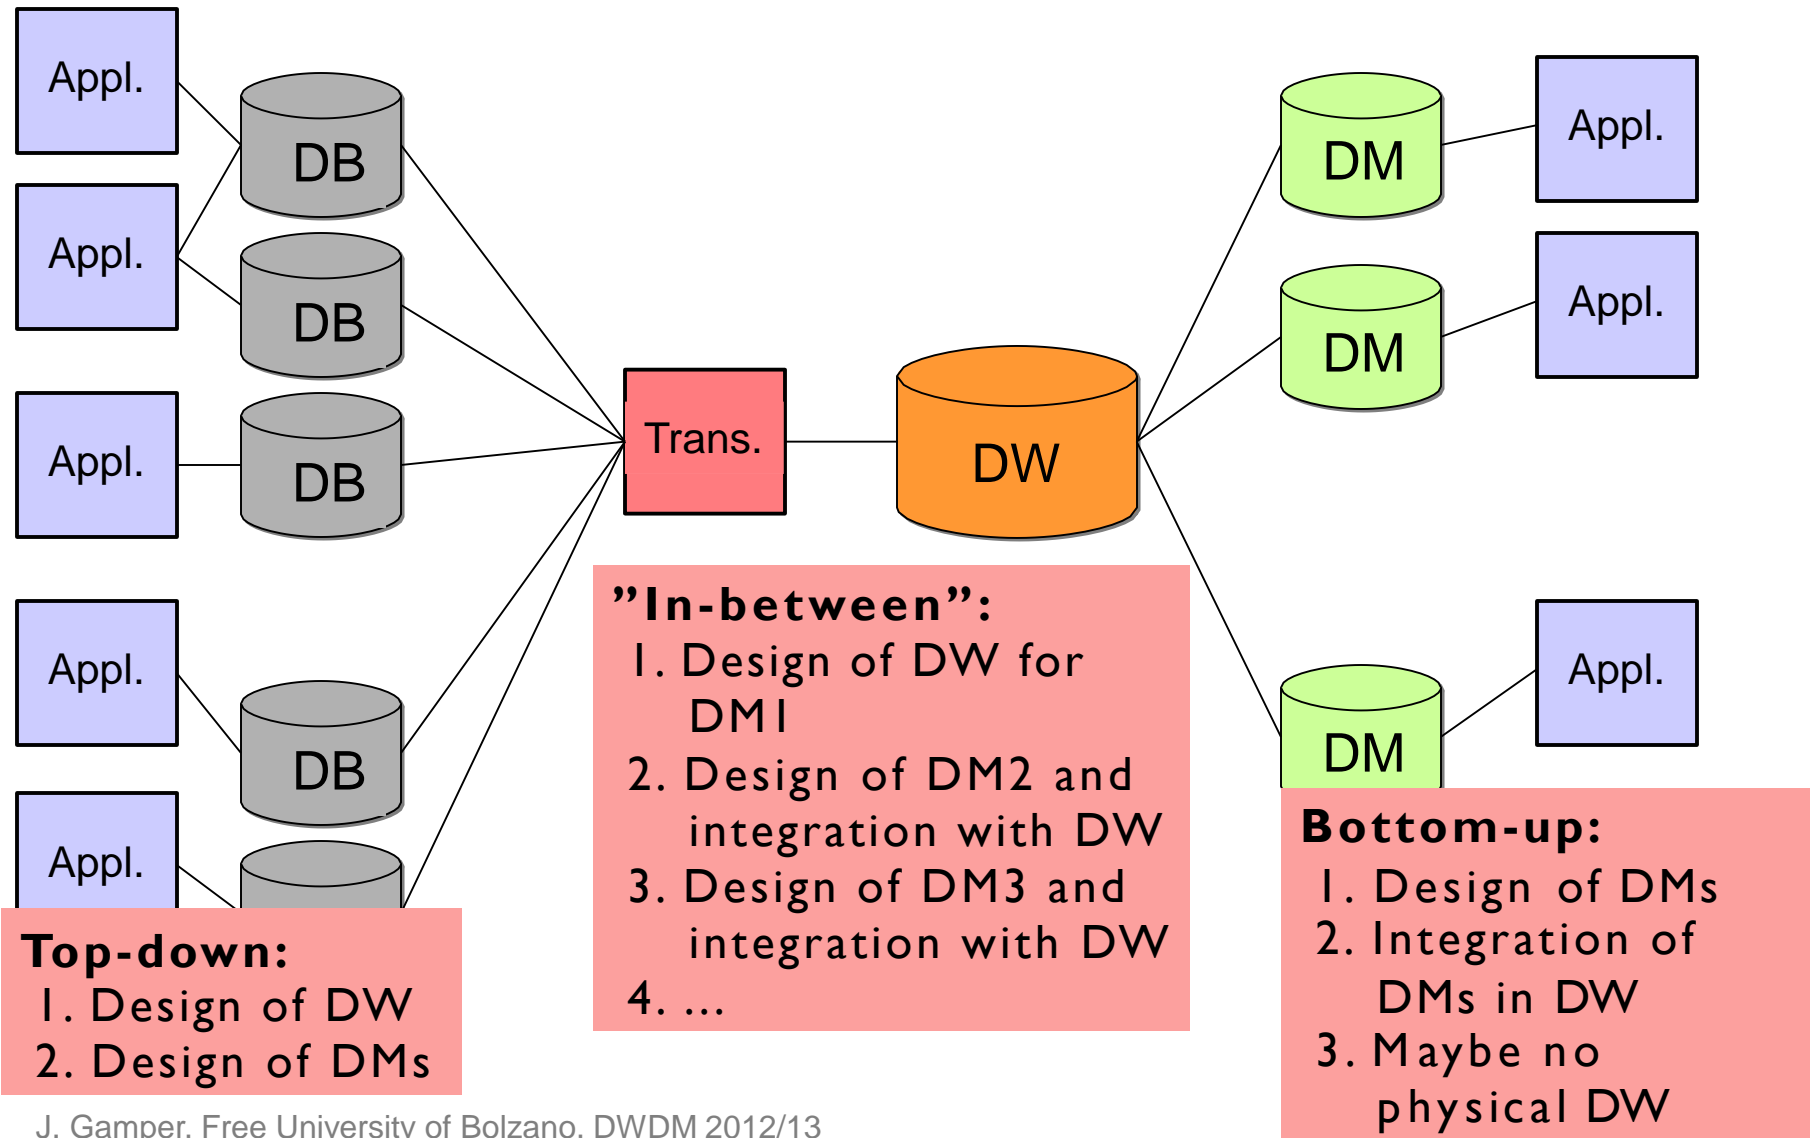 Appl.
DB
Appl.
DB
Appl.
DB
Appl.
DB
Appl.
Trans.
DW
DM
Appl.
DM
Appl.
DM
Appl.
”In-between”:
1. Design of DW for
DM1
2. Design of DM2 and
integration with DW
3. Design of DM3 and
integration with DW
4. ...
Top-down:
1. Design of DW
2. Design of DMs
Bottom-up:
1. Design of DMs
2. Integration of
DMs in DW
3. Maybe no
physical DW
J. Gamper, Free University of Bolzano, DWDM 2012/13